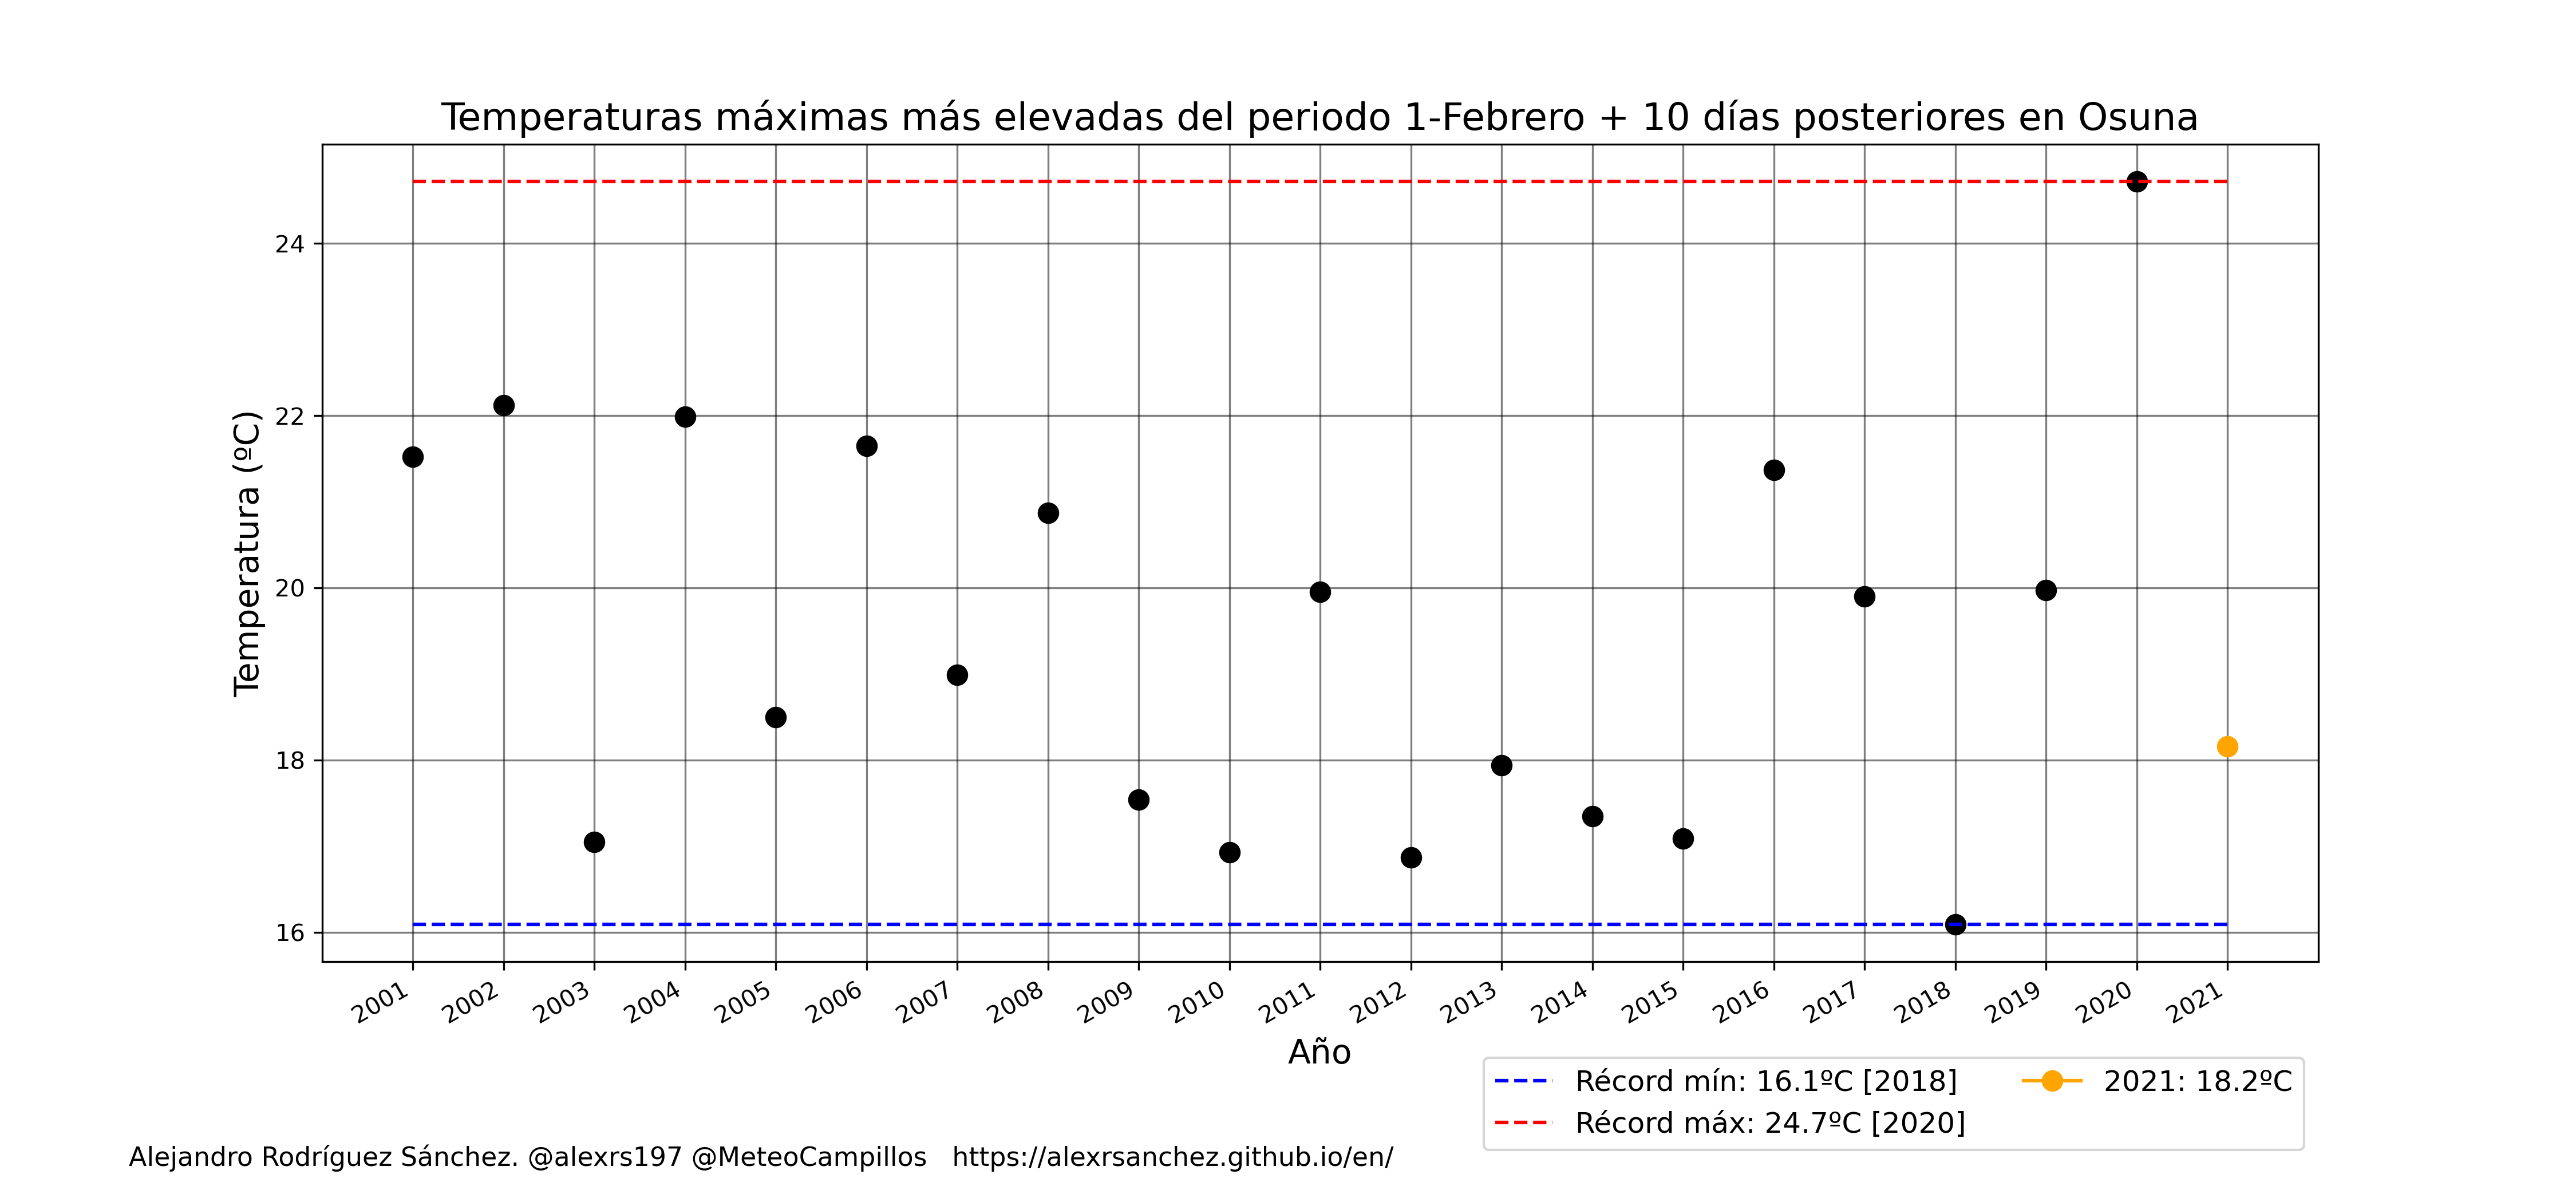 Temperaturas máximas más elevadas del periodo 1-Febrero + 10 días posteriores en Osuna
Temperatura (ºC)
24
22
20
18
16
2001 2002 2003 2004 2005 2006 2007 2008 2009 2010 2011 2012 2013 2014 2015 2016 2017 2018 2019 2020 2021
Año
Récord mín: 16.1ºC [2018]
Récord máx: 24.7ºC [2020]
2021: 18.2ºC
Alejandro Rodríguez Sánchez. @alexrs197 @MeteoCampillos https://alexrsanchez.github.io/en/